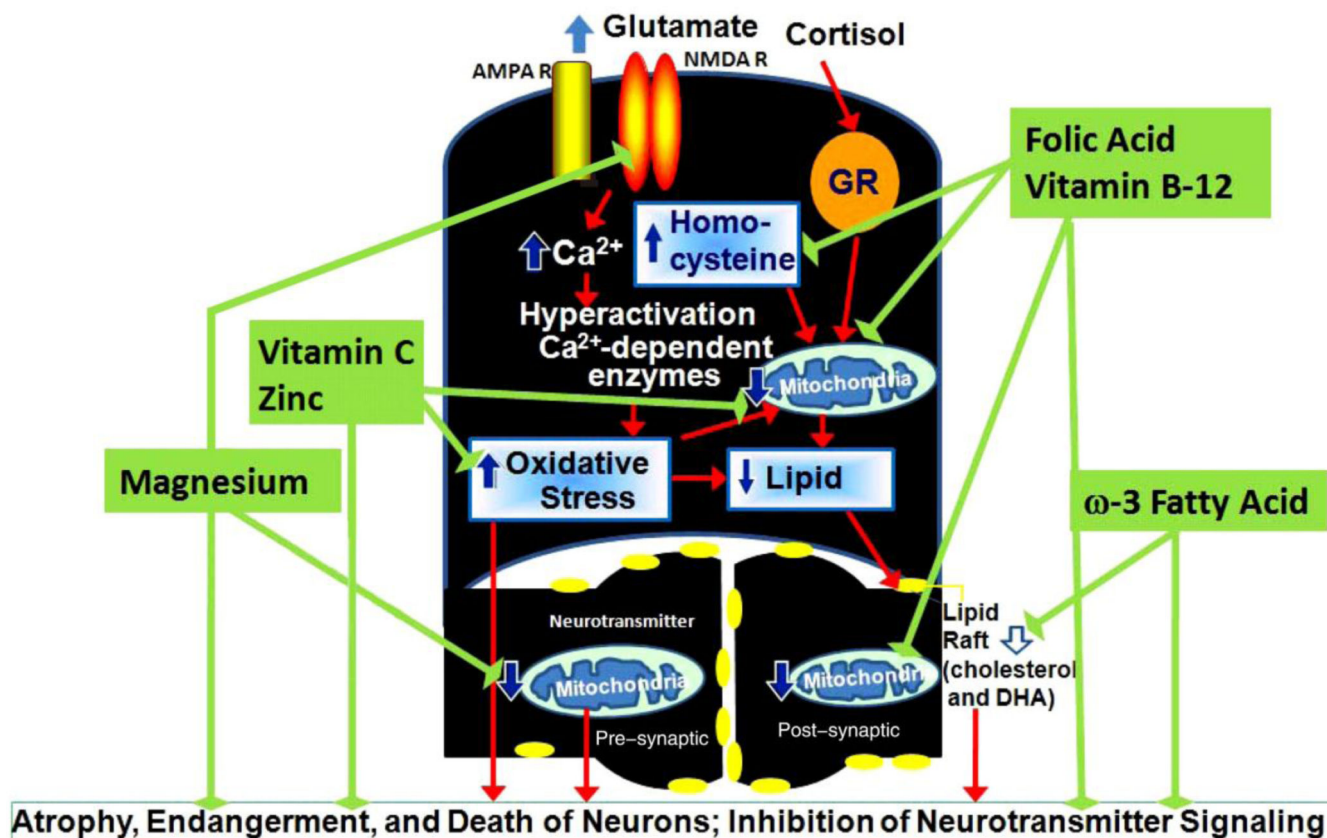 Glutamate
Cortisol
AMPA R
NMDA R
Folic Acid
Vitamin B-12
GR
Homo-
cysteine
Ca²⁺
Hyperactivation
Ca²⁺-dependent
enzymes
Vitamin C
Zinc
Mitochondria
Magnesium
Oxidative
Stress
Lipid
ω-3 Fatty Acid
Neurotransmitter
Lipid
Raft
(cholesterol
and DHA)
Mitochondria
Mitochondri
Pre-synaptic
Post-synaptic
Atrophy, Endangerment, and Death of Neurons; Inhibition of Neurotransmitter Signaling